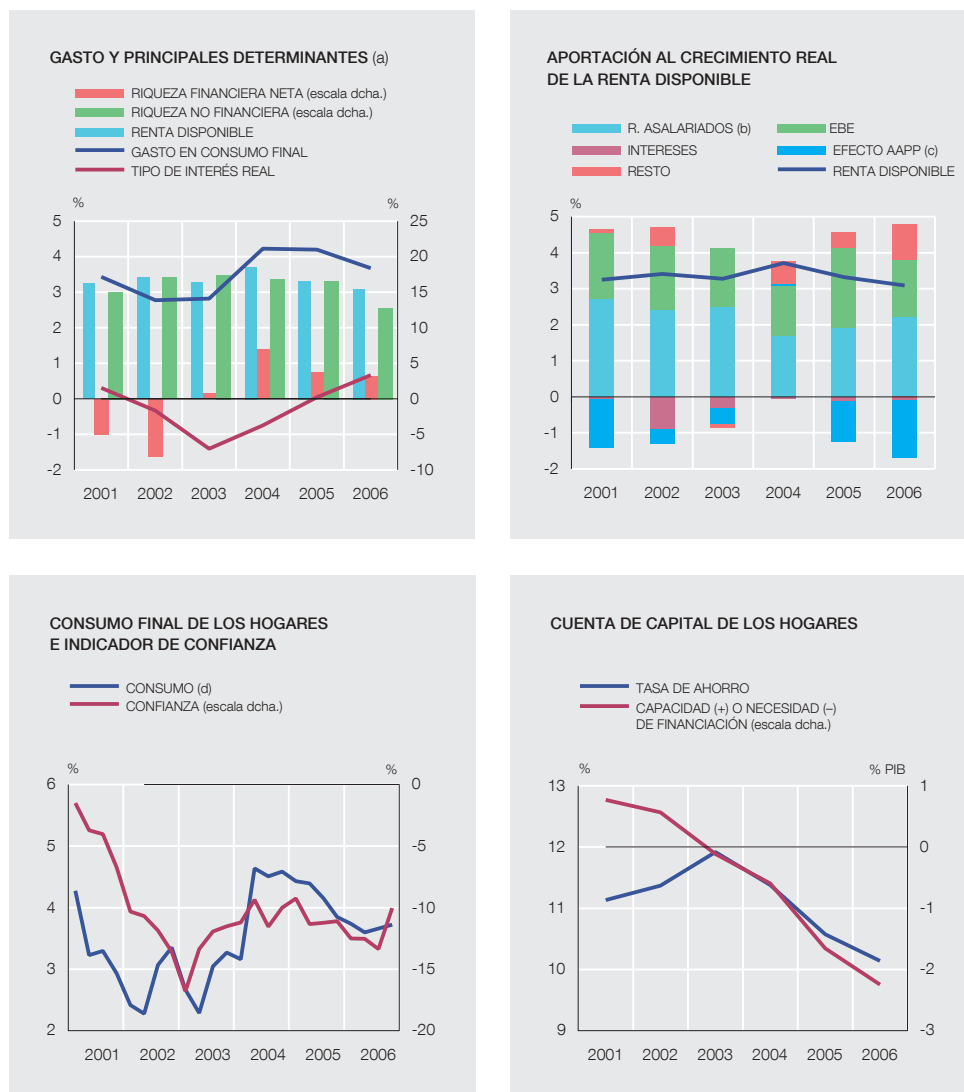 GASTO Y PRINCIPALES DETERMINANTES (a)
RIQUEZA FINANCIERA NETA (escala dcha.)
RIQUEZA NO FINANCIERA (escala dcha.)
RENTA DISPONIBLE
GASTO EN CONSUMO FINAL
TIPO DE INTERÉS REAL
% %
5 25
4 20
3 15
2 10
1 5
0 0
-1 -5
-2 -10
2001 2002 2003 2004 2005 2006
APORTACIÓN AL CRECIMIENTO REAL
DE LA RENTA DISPONIBLE
R. ASALARIADOS (b) EBE
INTERESES EFECTO AAPP (c)
RESTO RENTA DISPONIBLE
%
5
4
3
2
1
0
-1
-2
2001 2002 2003 2004 2005 2006
CONSUMO FINAL DE LOS HOGARES
E INDICADOR DE CONFIANZA
CONSUMO (d)
CONFIANZA (escala dcha.)
% %
6 0
5 -5
4 -10
3 -15
2 -20
2001 2002 2003 2004 2005 2006
CUENTA DE CAPITAL DE LOS HOGARES
TASA DE AHORRO
CAPACIDAD (+) O NECESIDAD (–)
DE FINANCIACIÓN (escala dcha.)
% % PIB
13 1
12 0
11 -1
10 -2
9 -3
2001 2002 2003 2004 2005 2006